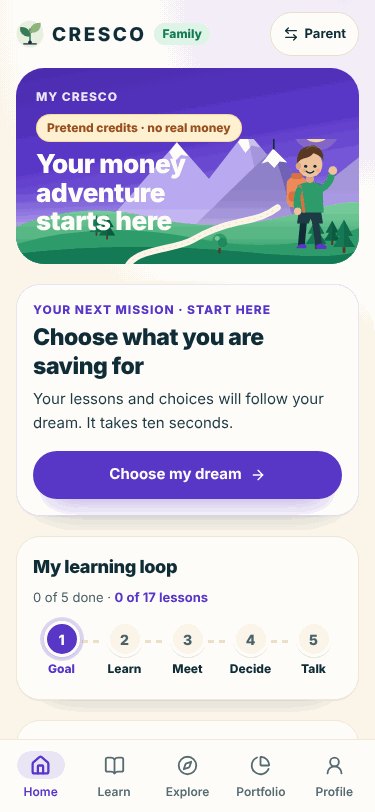 CRESCO Family Parent
MY CRESCO
Pretend credits · no real money
Your money
adventure
starts here
YOUR NEXT MISSION · START HERE
Choose what you are
saving for
Your lessons and choices will follow your
dream. It takes ten seconds.
Choose my dream →
My learning loop
0 of 5 done · 0 of 17 lessons
1 2 3 4 5
Goal Learn Meet Decide Talk
Home Learn Explore Portfolio Profile